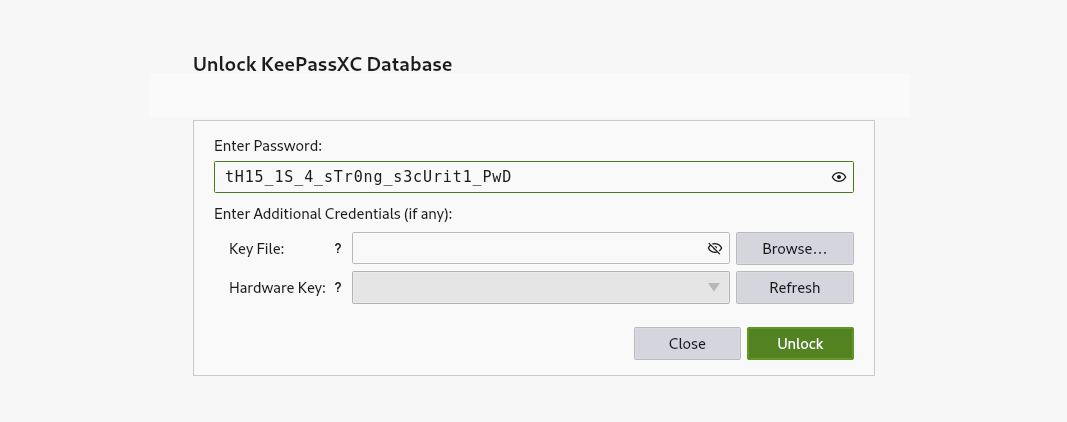 Unlock KeePassXC Database
Enter Password:
tH15_1S_4_sTr0ng_s3cUrit1_PwD
Enter Additional Credentials (if any):
Key File: ? Browse...
Hardware Key: ? Refresh
Close Unlock